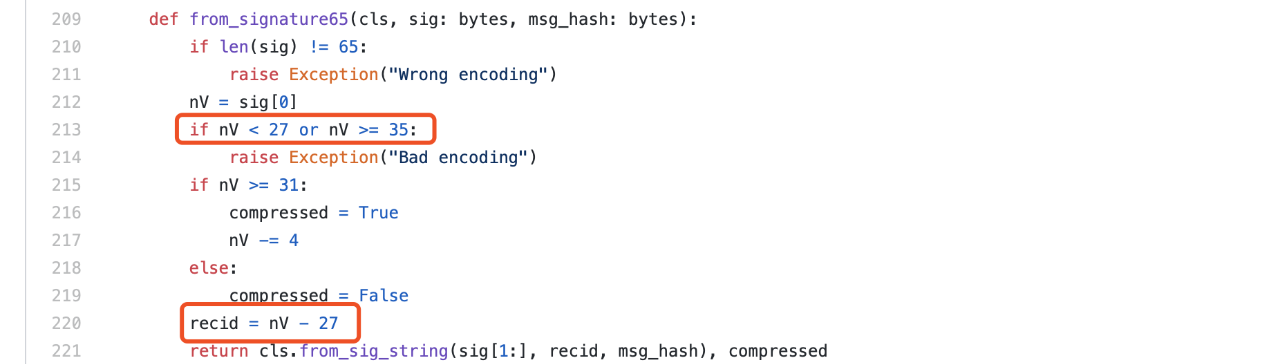 209 def from_signature65(cls, sig: bytes, msg_hash: bytes):
210 if len(sig) != 65:
211 raise Exception("Wrong encoding")
212 nV = sig[0]
213 if nV < 27 or nV >= 35:
214 raise Exception("Bad encoding")
215 if nV >= 31:
216 compressed = True
217 nV -= 4
218 else:
219 compressed = False
220 recid = nV - 27
221 return cls.from_sig_string(sig[1:], recid, msg_hash), compressed